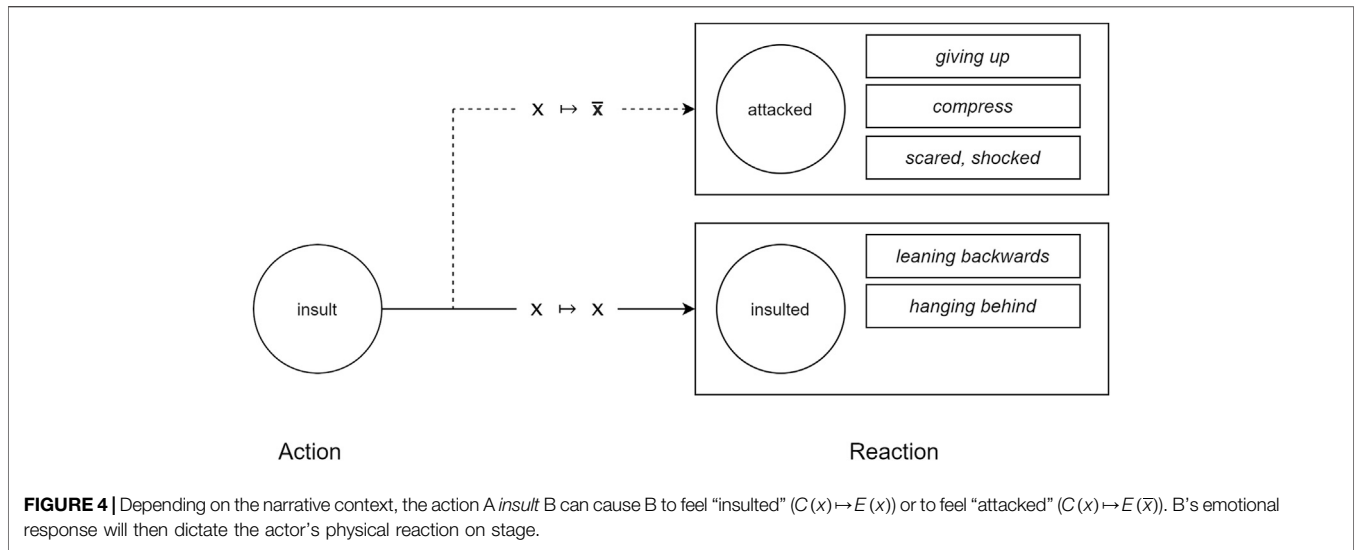 giving up
x ↦ x̄
attacked
compress
scared, shocked
leaning backwards
insult
x ↦ x
insulted
hanging behind
Action
Reaction
FIGURE 4 | Depending on the narrative context, the action A insult B can cause B to feel “insulted” (C(x)↦E(x)) or to feel “attacked” (C(x)↦E(x̄)). B’s emotional
response will then dictate the actor’s physical reaction on stage.